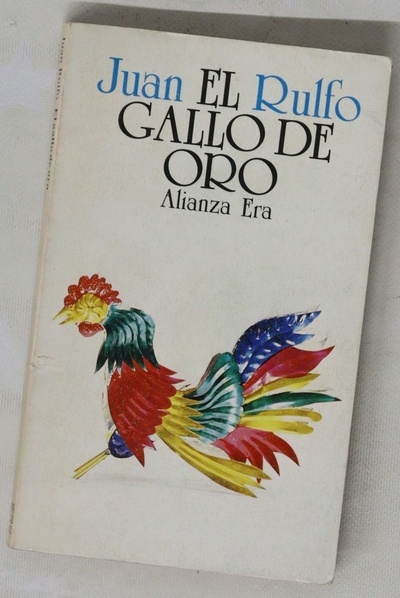 Juan EL Rulfo
GALLO DE
ORO
Alianza Era